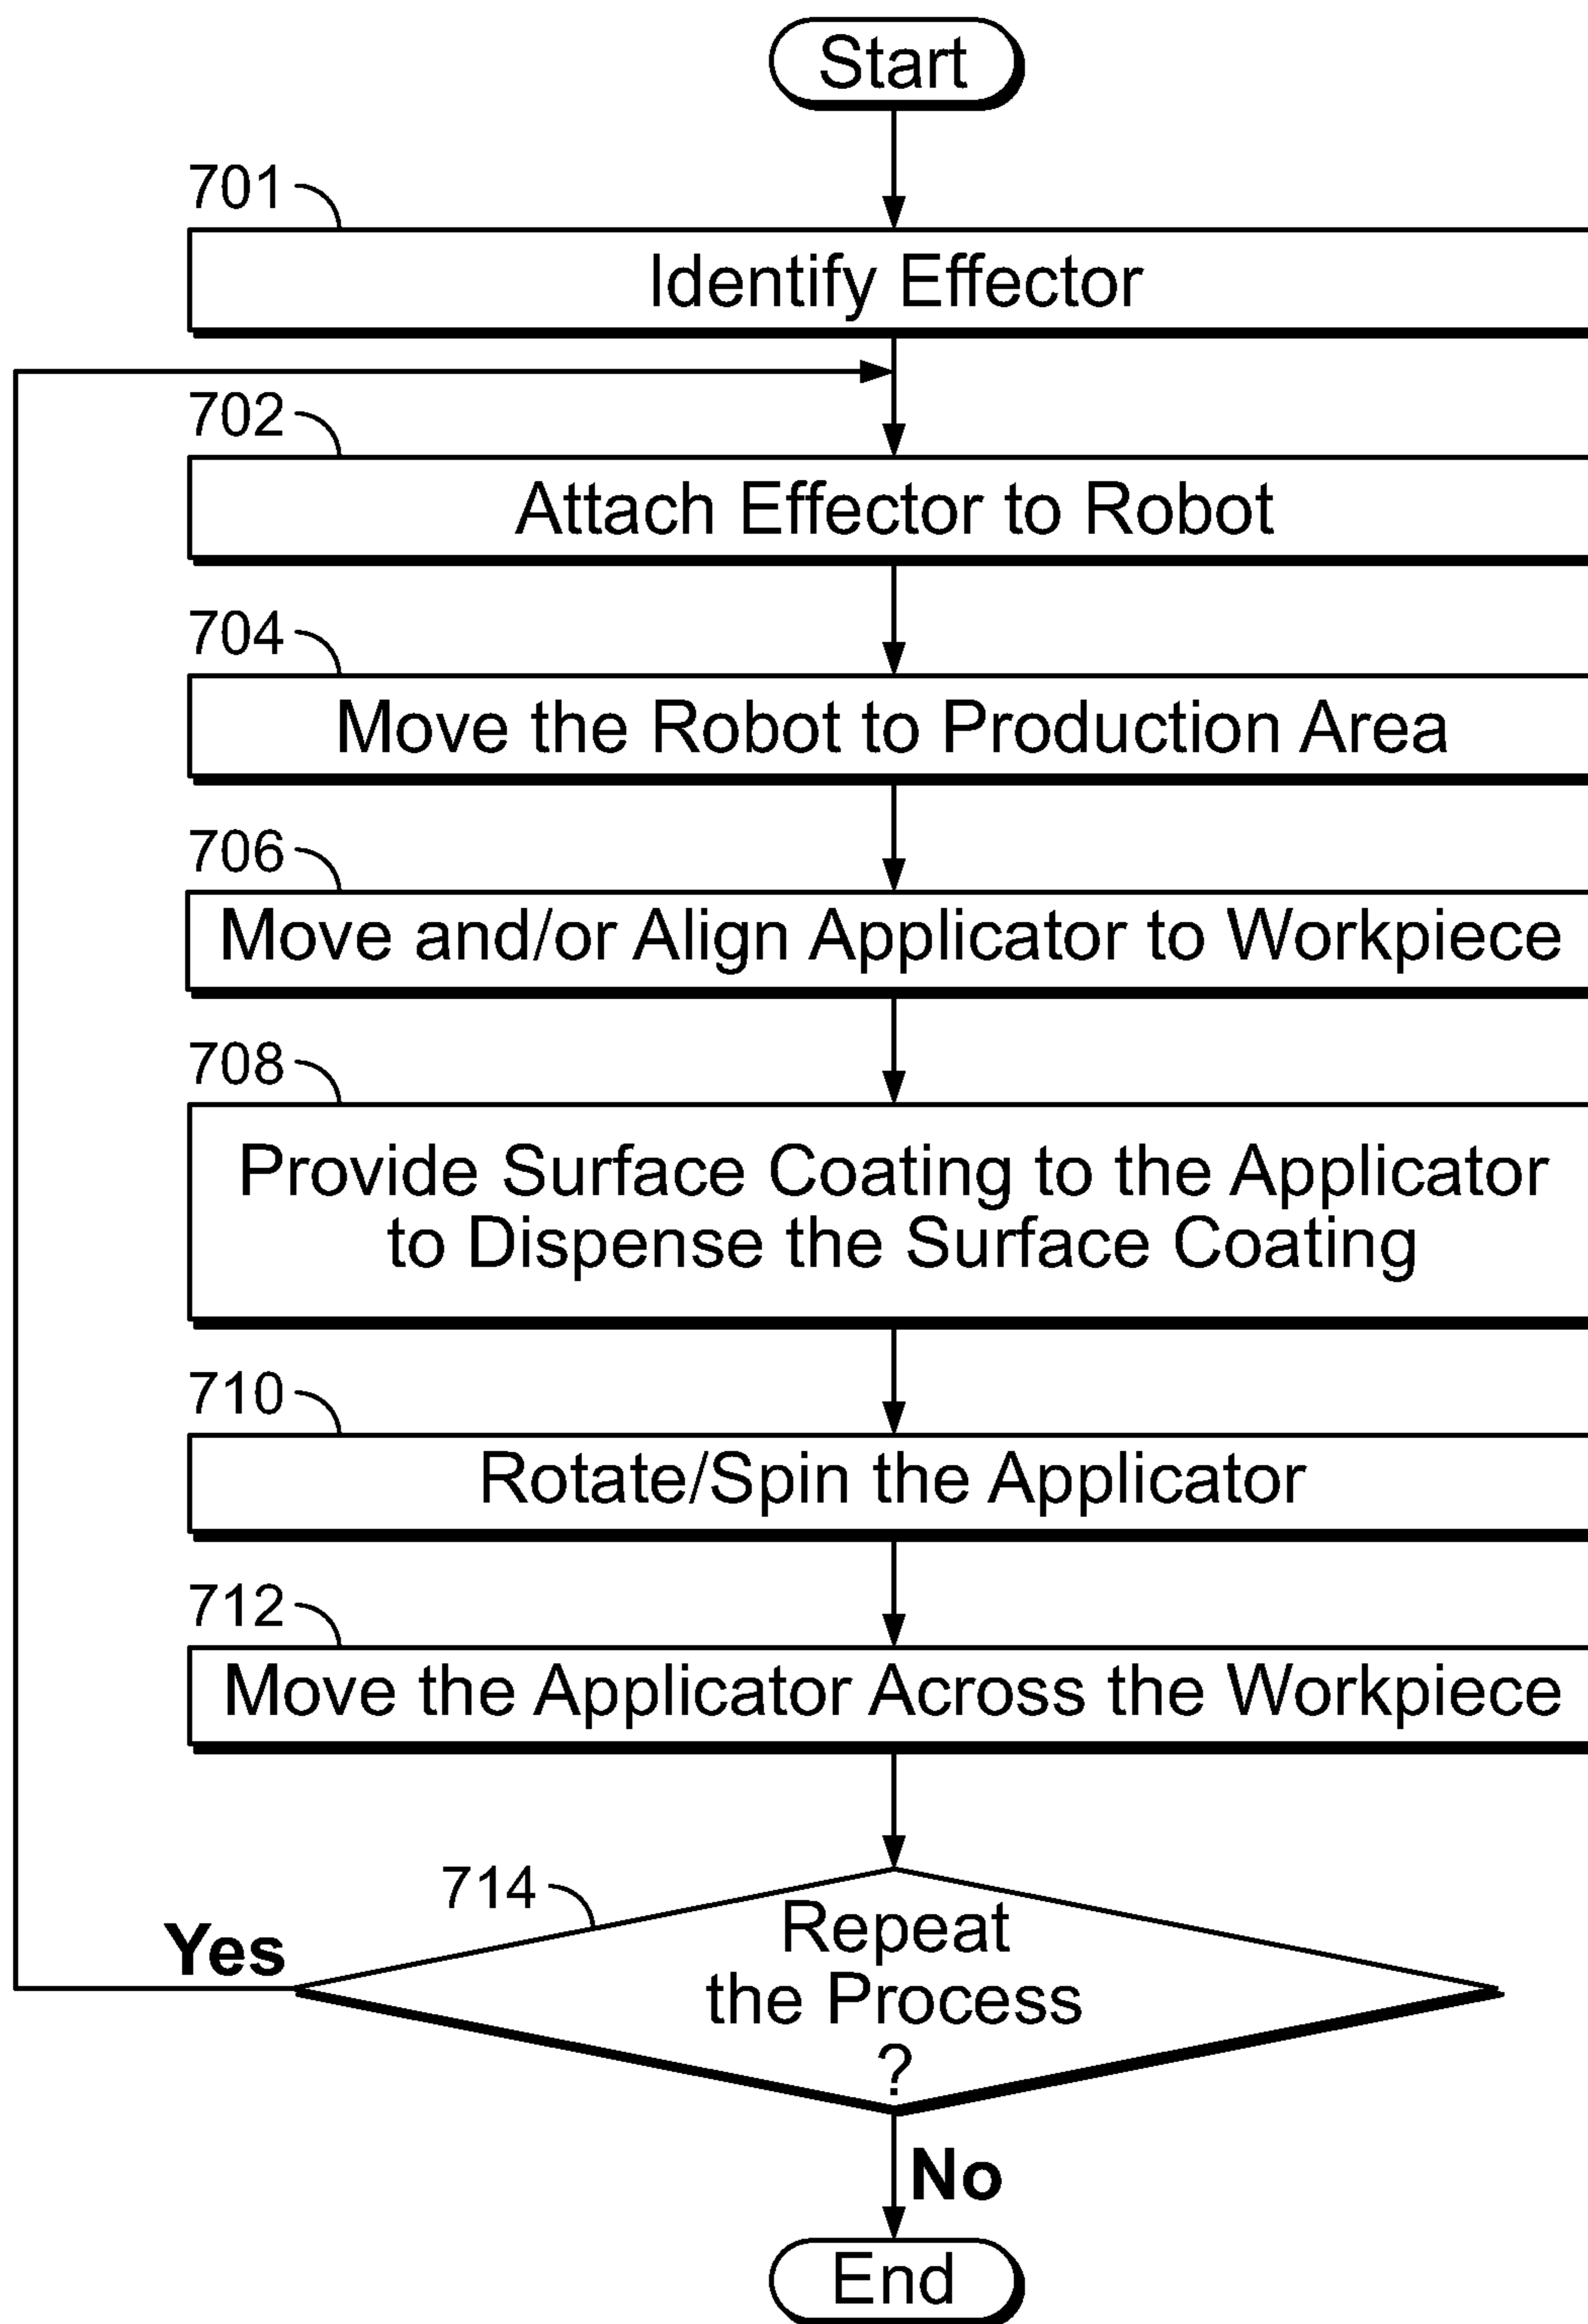 Start
701
Identify Effector
702
Attach Effector to Robot
704
Move the Robot to Production Area
706
Move and/or Align Applicator to Workpiece
708
Provide Surface Coating to the Applicator
to Dispense the Surface Coating
710
Rotate/Spin the Applicator
712
Move the Applicator Across the Workpiece
714
Repeat
the Process
?
Yes
No
End